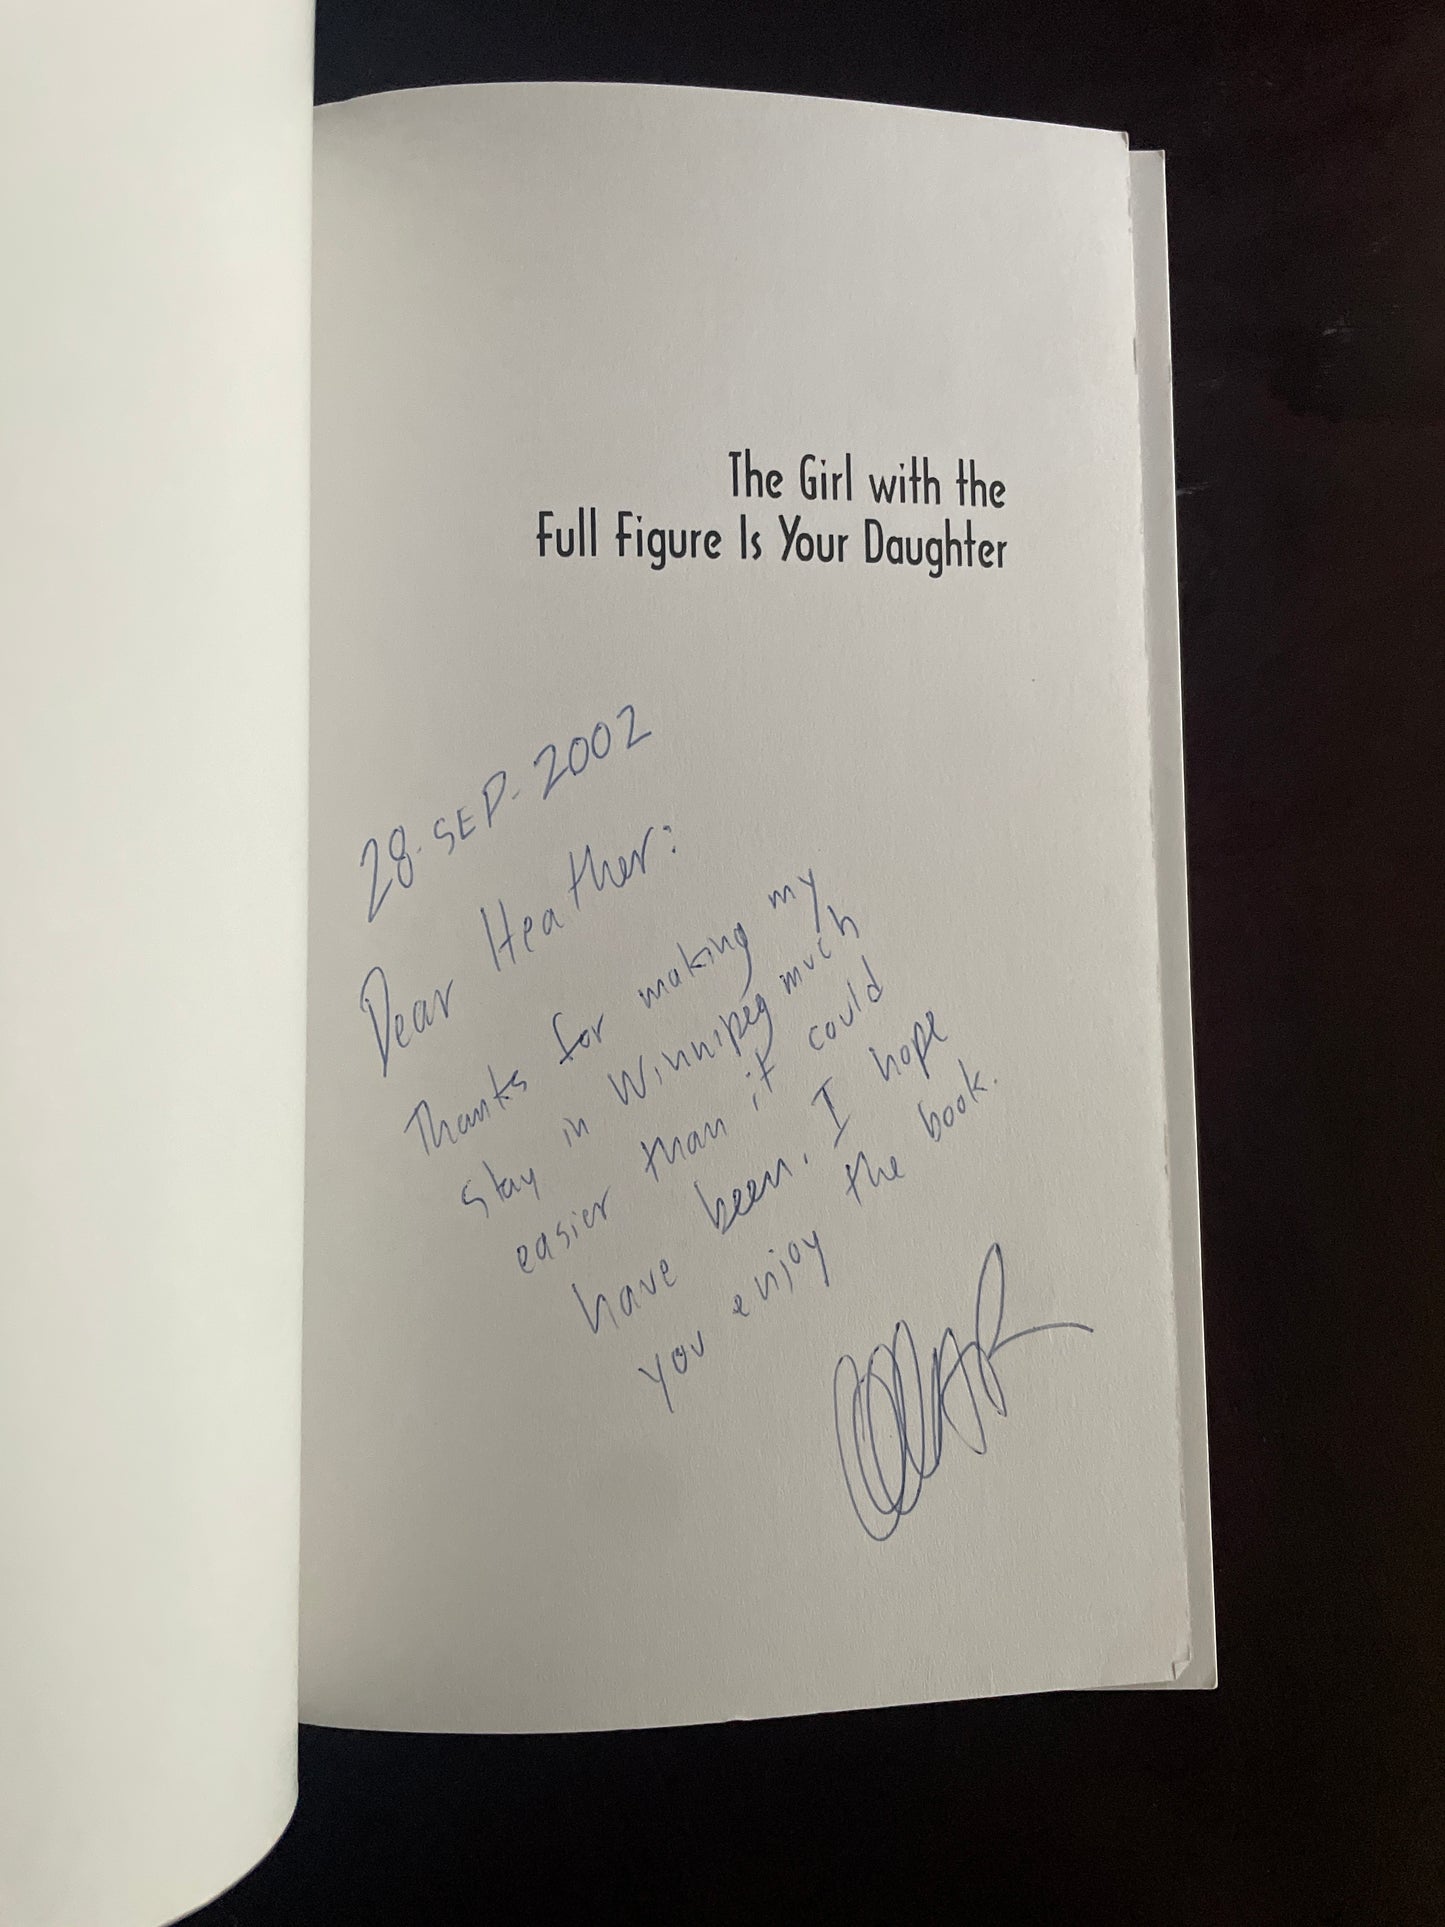 The Girl with the
Full Figure Is Your Daughter
28. SEP. 2002
Dear Heather:
Thanks for making my
stay in Winnipeg much
easier than it could
have been. I hope
you enjoy the book.